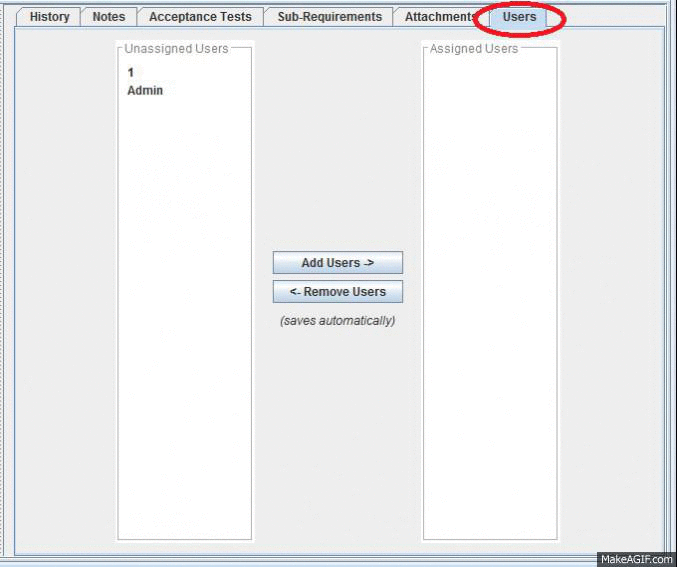 History Notes Acceptance Tests Sub-Requirements Attachments Users
Unassigned Users
1
Admin
Assigned Users
Add Users ->
<- Remove Users
(saves automatically)
MakeAGIF.com